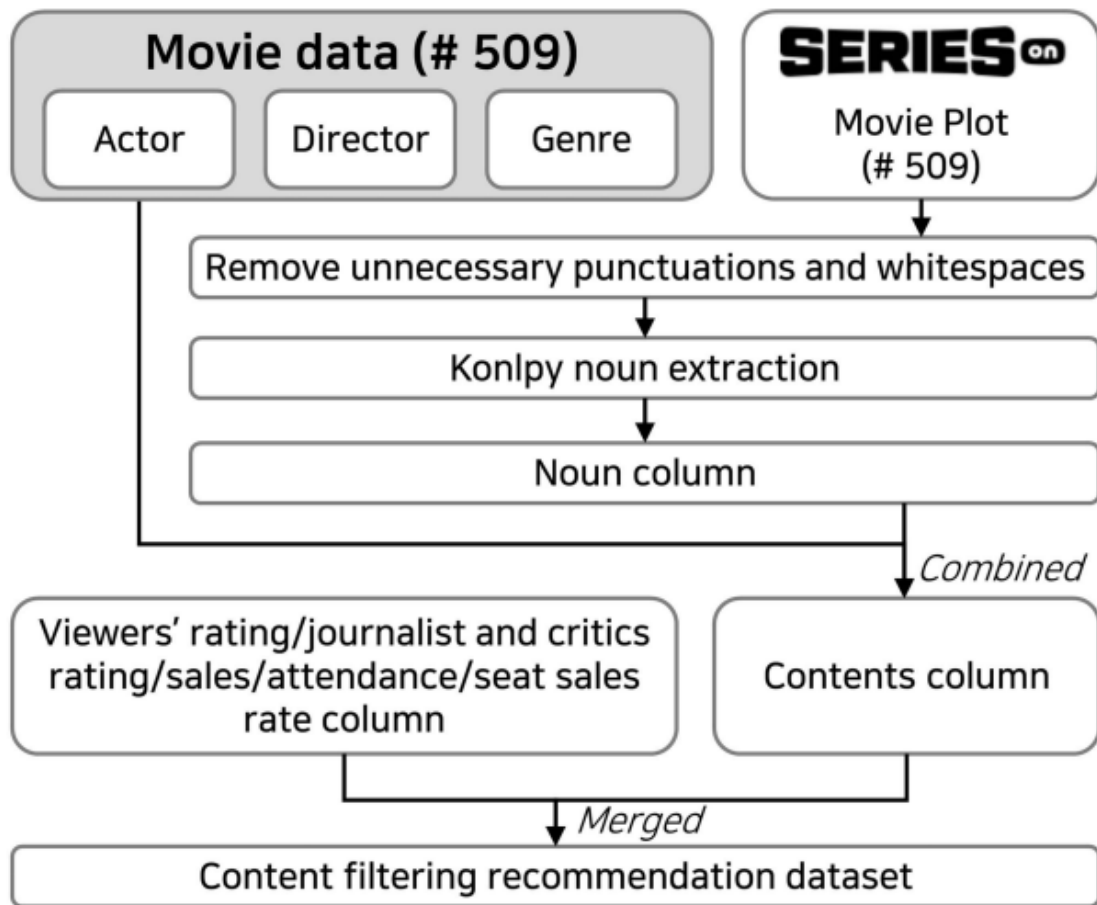 Movie data (# 509)
Actor
Director
Genre
SERIES on
Movie Plot
(# 509)
Remove unnecessary punctuations and whitespaces
Konlpy noun extraction
Noun column
Combined
Viewers' rating/journalist and critics
rating/sales/attendance/seat sales
rate column
Contents column
Merged
Content filtering recommendation dataset